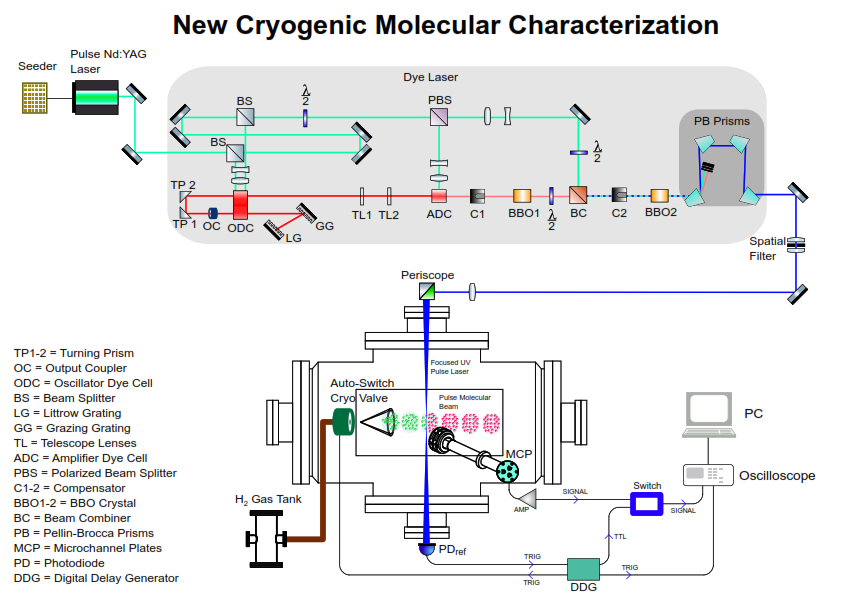 New Cryogenic Molecular Characterization
Seeder
Pulse Nd:YAG
Laser
Dye Laser
BS
λ
2
PBS
PB Prisms
λ
2
BS
TP 2
TP 1
OC
ODC
LG
GG
TL1
TL2
ADC
C1
BBO1
λ
2
BC
C2
BBO2
Spatial
Filter
Periscope
Focused UV
Pulse Laser
Auto-Switch
Cryo Valve
Pulse Molecular
Beam
MCP
PC
Oscilloscope
Switch
SIGNAL
AMP
SIGNAL
TTL
H2 Gas Tank
PDref
TRIG
TRIG
TRIG
DDG
TP1-2 = Turning Prism
OC = Output Coupler
ODC = Oscillator Dye Cell
BS = Beam Splitter
LG = Littrow Grating
GG = Grazing Grating
TL = Telescope Lenses
ADC = Amplifier Dye Cell
PBS = Polarized Beam Splitter
C1-2 = Compensator
BBO1-2 = BBO Crystal
BC = Beam Combiner
PB = Pellin-Brocca Prisms
MCP = Microchannel Plates
PD = Photodiode
DDG = Digital Delay Generator